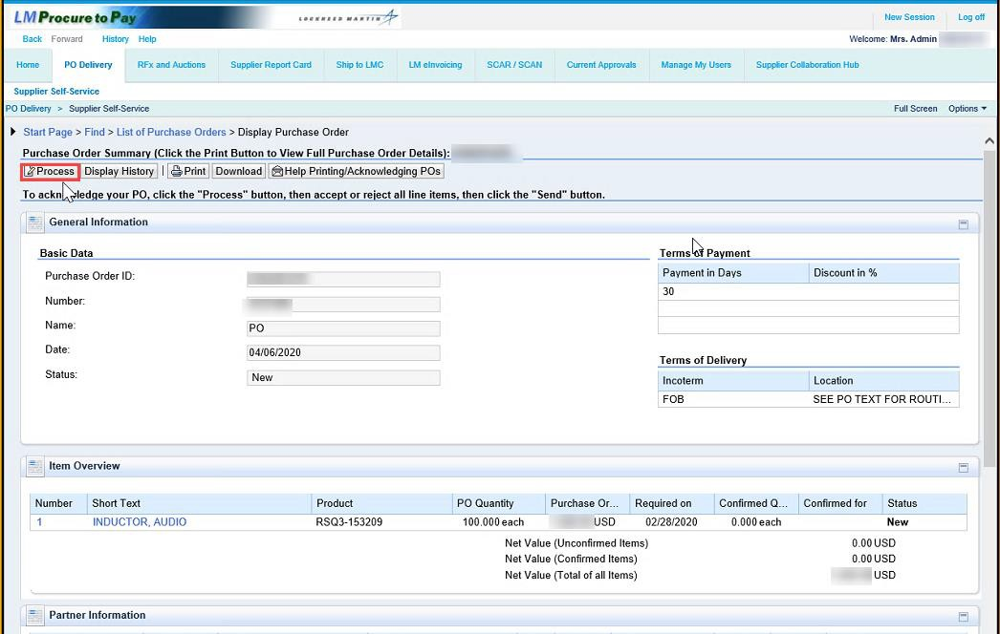 LM Procure to Pay LOCKHEED MARTIN New Session Log off
Back Forward History Help Welcome: Mrs. Admin
Home PO Delivery RFx and Auctions Supplier Report Card Ship to LMC LM eInvoicing SCAR / SCAN Current Approvals Manage My Users Supplier Collaboration Hub
Supplier Self-Service
PO Delivery > Supplier Self-Service Full Screen Options
Start Page > Find > List of Purchase Orders > Display Purchase Order
Purchase Order Summary (Click the Print Button to View Full Purchase Order Details):
Process Display History | Print Download Help Printing/Acknowledging POs
To acknowledge your PO, click the "Process" button, then accept or reject all line items, then click the "Send" button.
General Information
Basic Data Terms of Payment
Purchase Order ID: Payment in Days Discount in %
30
Number:
Name: PO
Date: 04/06/2020
Terms of Delivery
Status: New
Incoterm Location
FOB SEE PO TEXT FOR ROUTI...
Item Overview
Number Short Text Product PO Quantity Purchase Or... Required on Confirmed Q... Confirmed for Status
1 INDUCTOR, AUDIO RSQ3-153209 100.000 each USD 02/28/2020 0.000 each New
Net Value (Unconfirmed Items) 0.00 USD
Net Value (Confirmed Items) 0.00 USD
Net Value (Total of all Items) USD
Partner Information